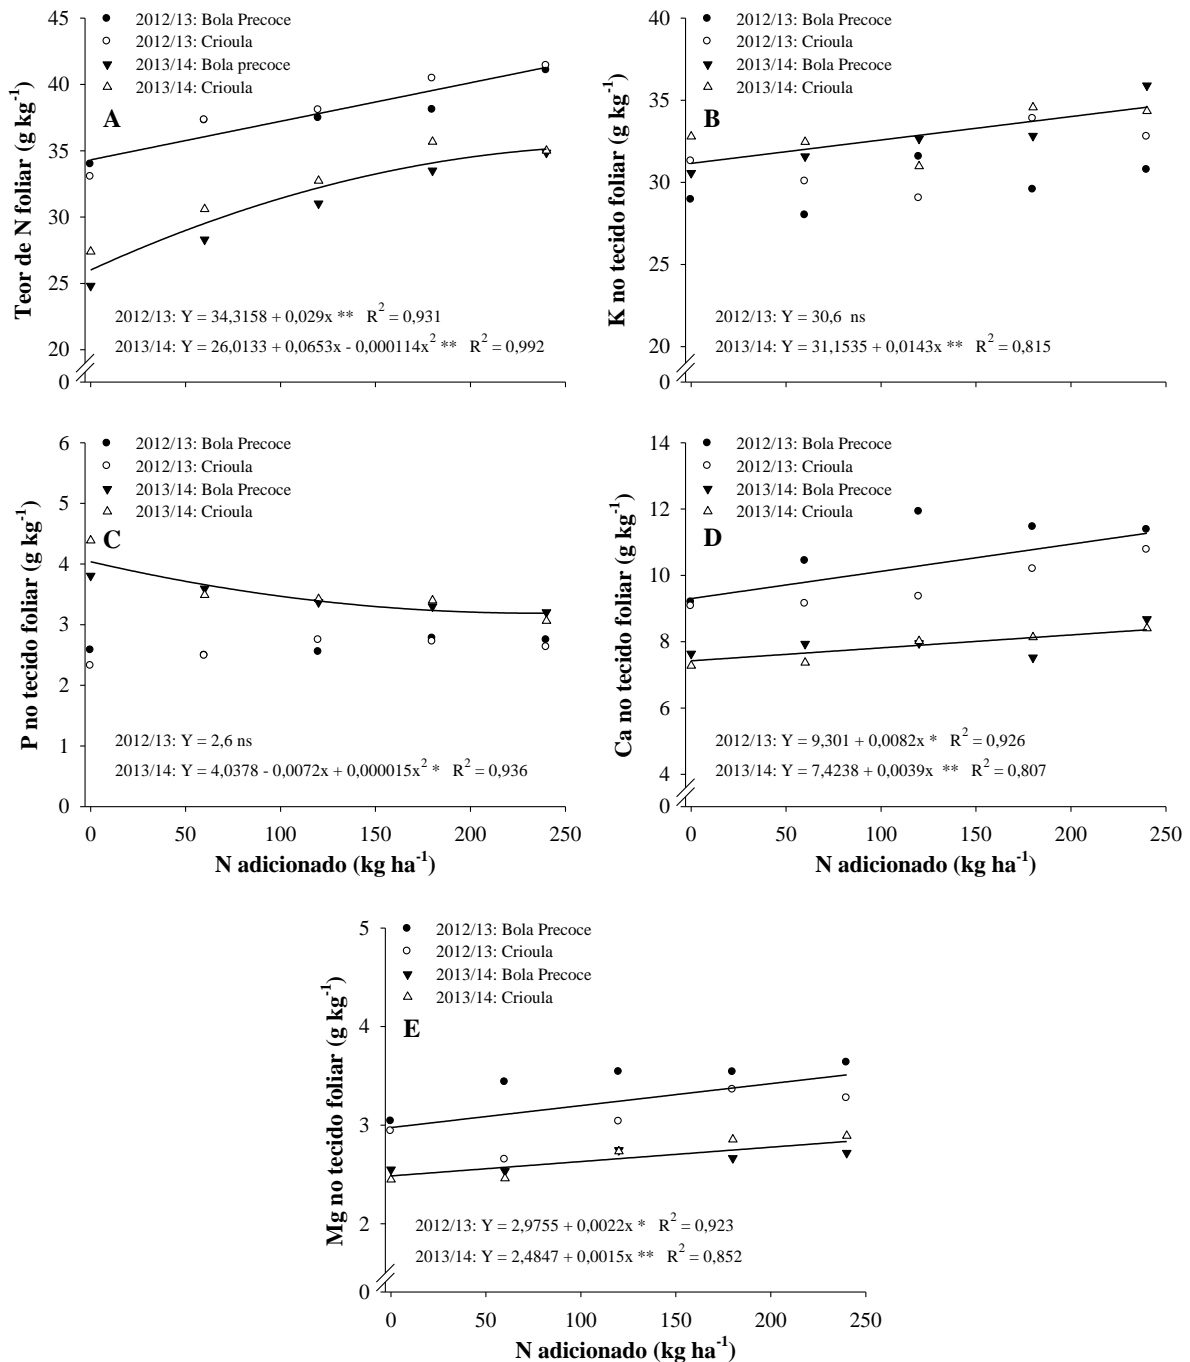 Teor de N foliar (g kg⁻¹)
45
40
35
30
25
20
0
2012/13: Bola Precoce
2012/13: Crioula
2013/14: Bola precoce
2013/14: Crioula
A
2012/13: Y = 34,3158 + 0,029x ** R² = 0,931
2013/14: Y = 26,0133 + 0,0653x - 0,000114x² ** R² = 0,992
K no tecido foliar (g kg⁻¹)
40
35
30
25
20
0
2012/13: Bola Precoce
2012/13: Crioula
2013/14: Bola Precoce
2013/14: Crioula
B
2012/13: Y = 30,6 ns
2013/14: Y = 31,1535 + 0,0143x ** R² = 0,815
P no tecido foliar (g kg⁻¹)
6
5
4
3
2
1
0
2012/13: Bola Precoce
2012/13: Crioula
2013/14: Bola Precoce
2013/14: Crioula
C
2012/13: Y = 2,6 ns
2013/14: Y = 4,0378 - 0,0072x + 0,000015x² * R² = 0,936
0 50 100 150 200 250
N adicionado (kg ha⁻¹)
Ca no tecido foliar (g kg⁻¹)
14
12
10
8
6
4
0
2012/13: Bola Precoce
2012/13: Crioula
2013/14: Bola Precoce
2013/14: Crioula
D
2012/13: Y = 9,301 + 0,0082x * R² = 0,926
2013/14: Y = 7,4238 + 0,0039x ** R² = 0,807
0 50 100 150 200 250
N adicionado (kg ha⁻¹)
Mg no tecido foliar (g kg⁻¹)
5
4
3
2
0
2012/13: Bola Precoce
2012/13: Crioula
2013/14: Bola Precoce
2013/14: Crioula
E
2012/13: Y = 2,9755 + 0,0022x * R² = 0,923
2013/14: Y = 2,4847 + 0,0015x ** R² = 0,852
0 50 100 150 200 250
N adicionado (kg ha⁻¹)